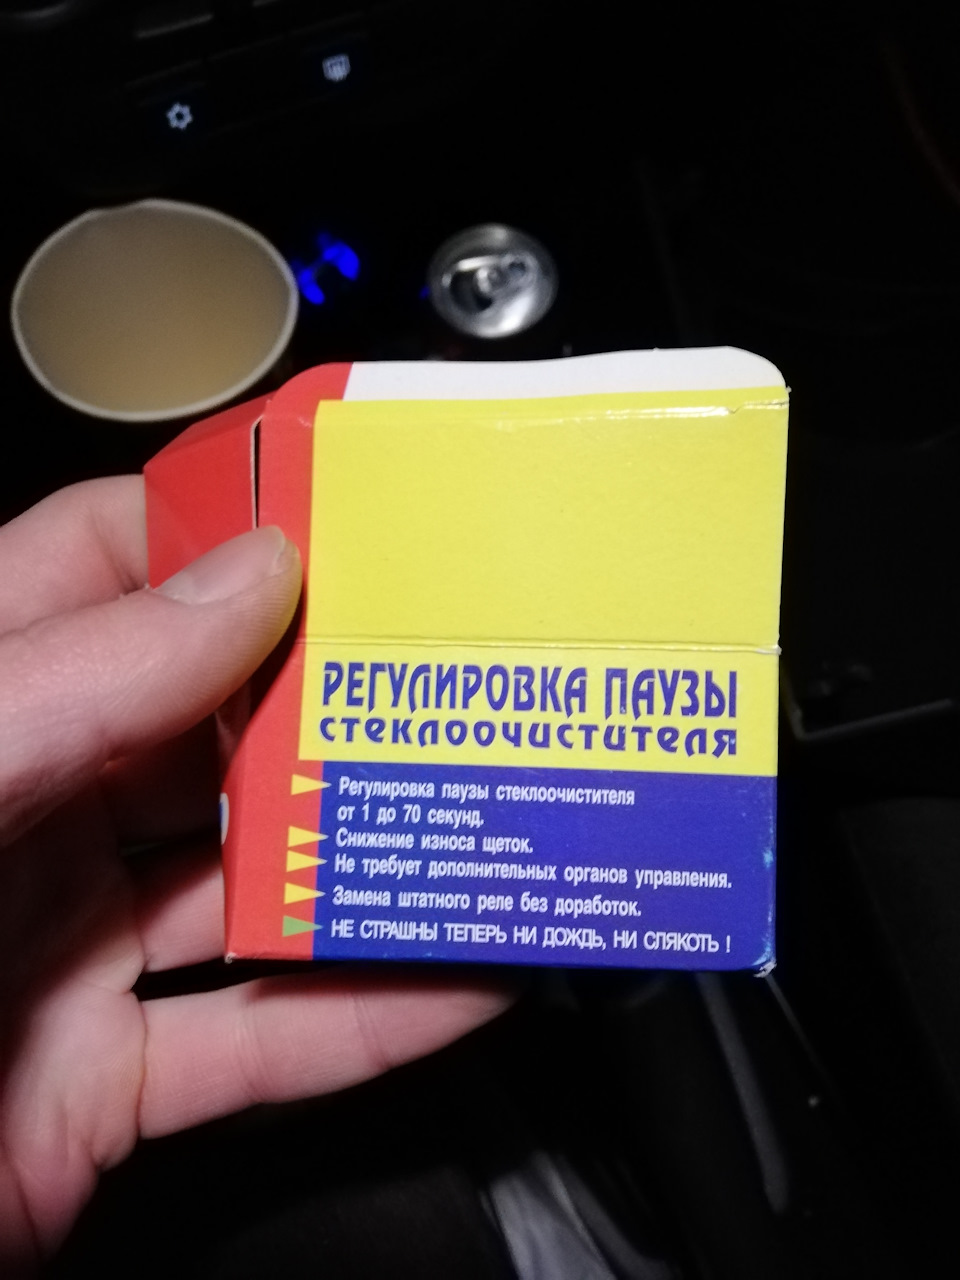 РЕГУЛИРОВКА ПАУЗЫ
стеклоочистителя
Регулировка паузы стеклоочистителя
от 1 до 70 секунд.
Снижение износа щеток.
Не требует дополнительных органов управления.
Замена штатного реле без доработок.
НЕ СТРАШНЫ ТЕПЕРЬ НИ ДОЖДЬ, НИ СЛЯКОТЬ !